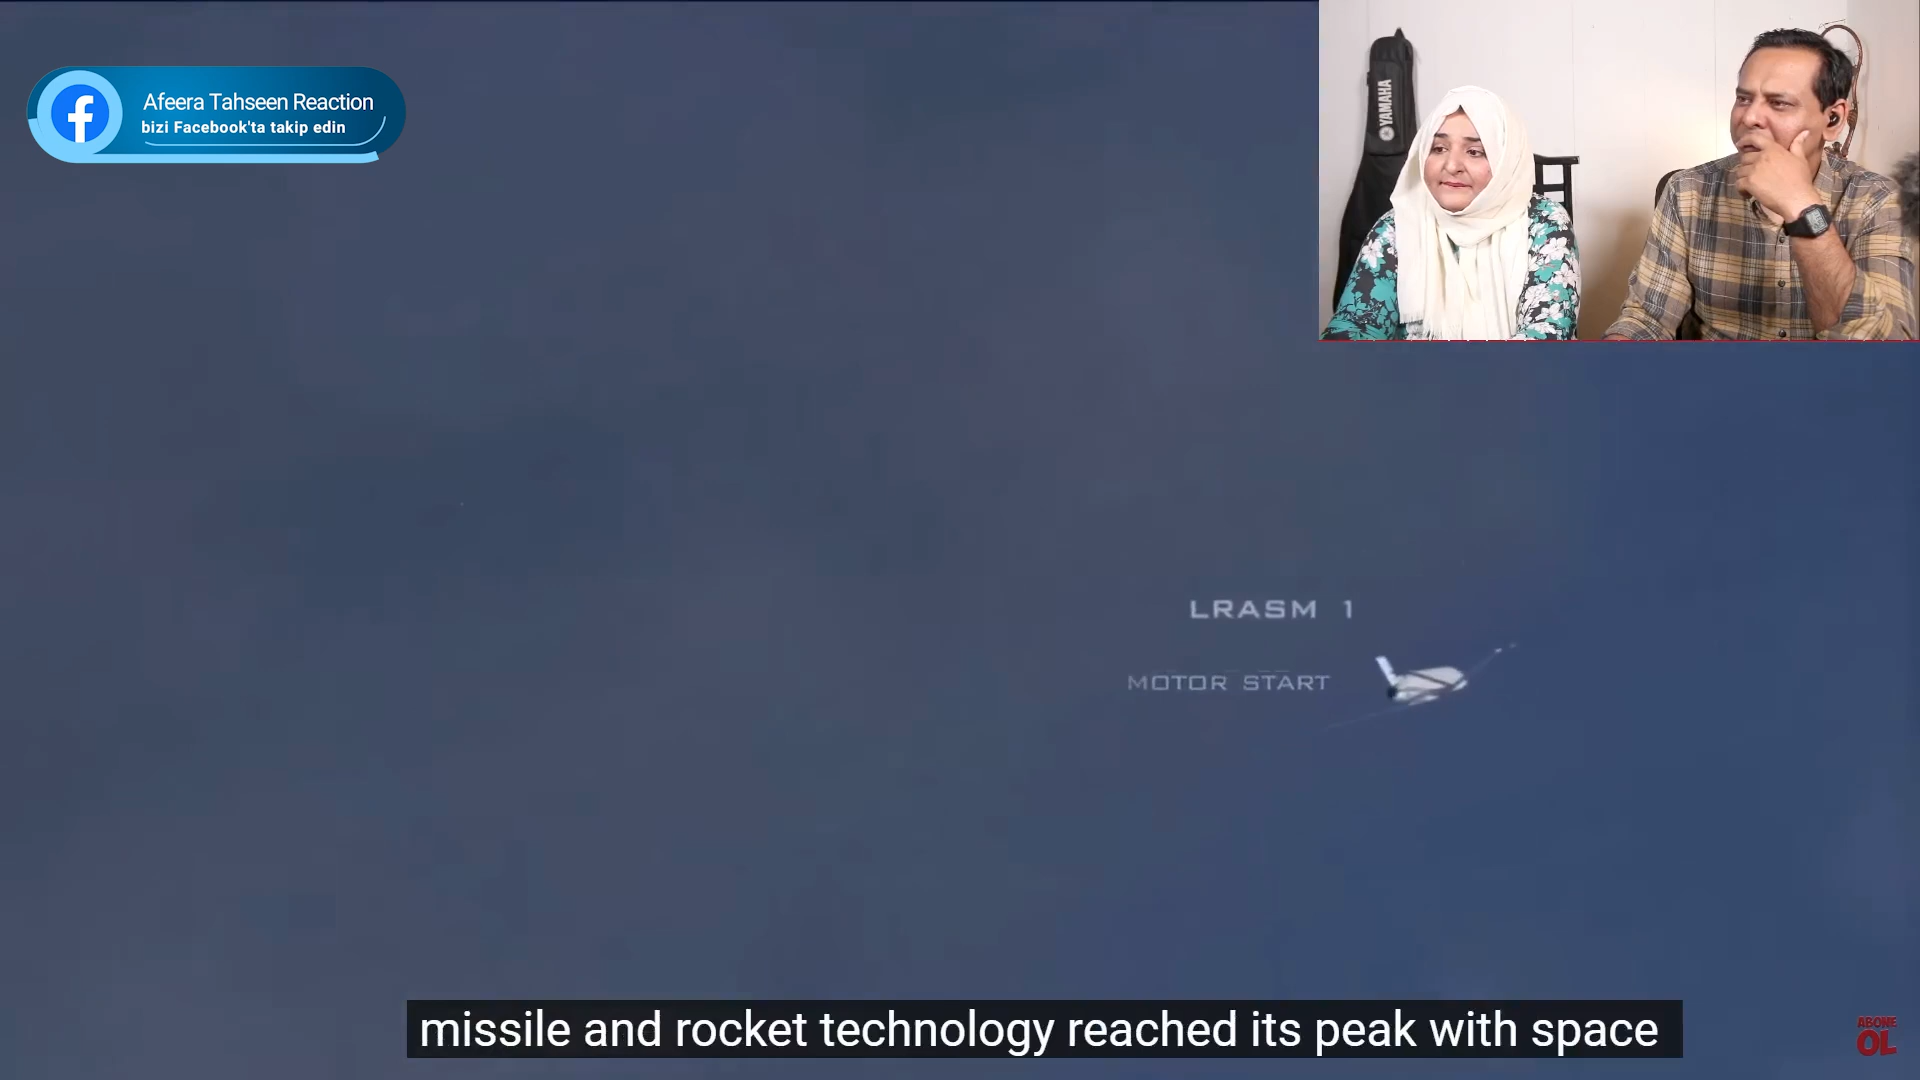 Afeera Tahseen Reaction
bizi Facebook'ta takip edin
YAMAHA
LRASM 1
MOTOR START
missile and rocket technology reached its peak with space
ABONE
OL